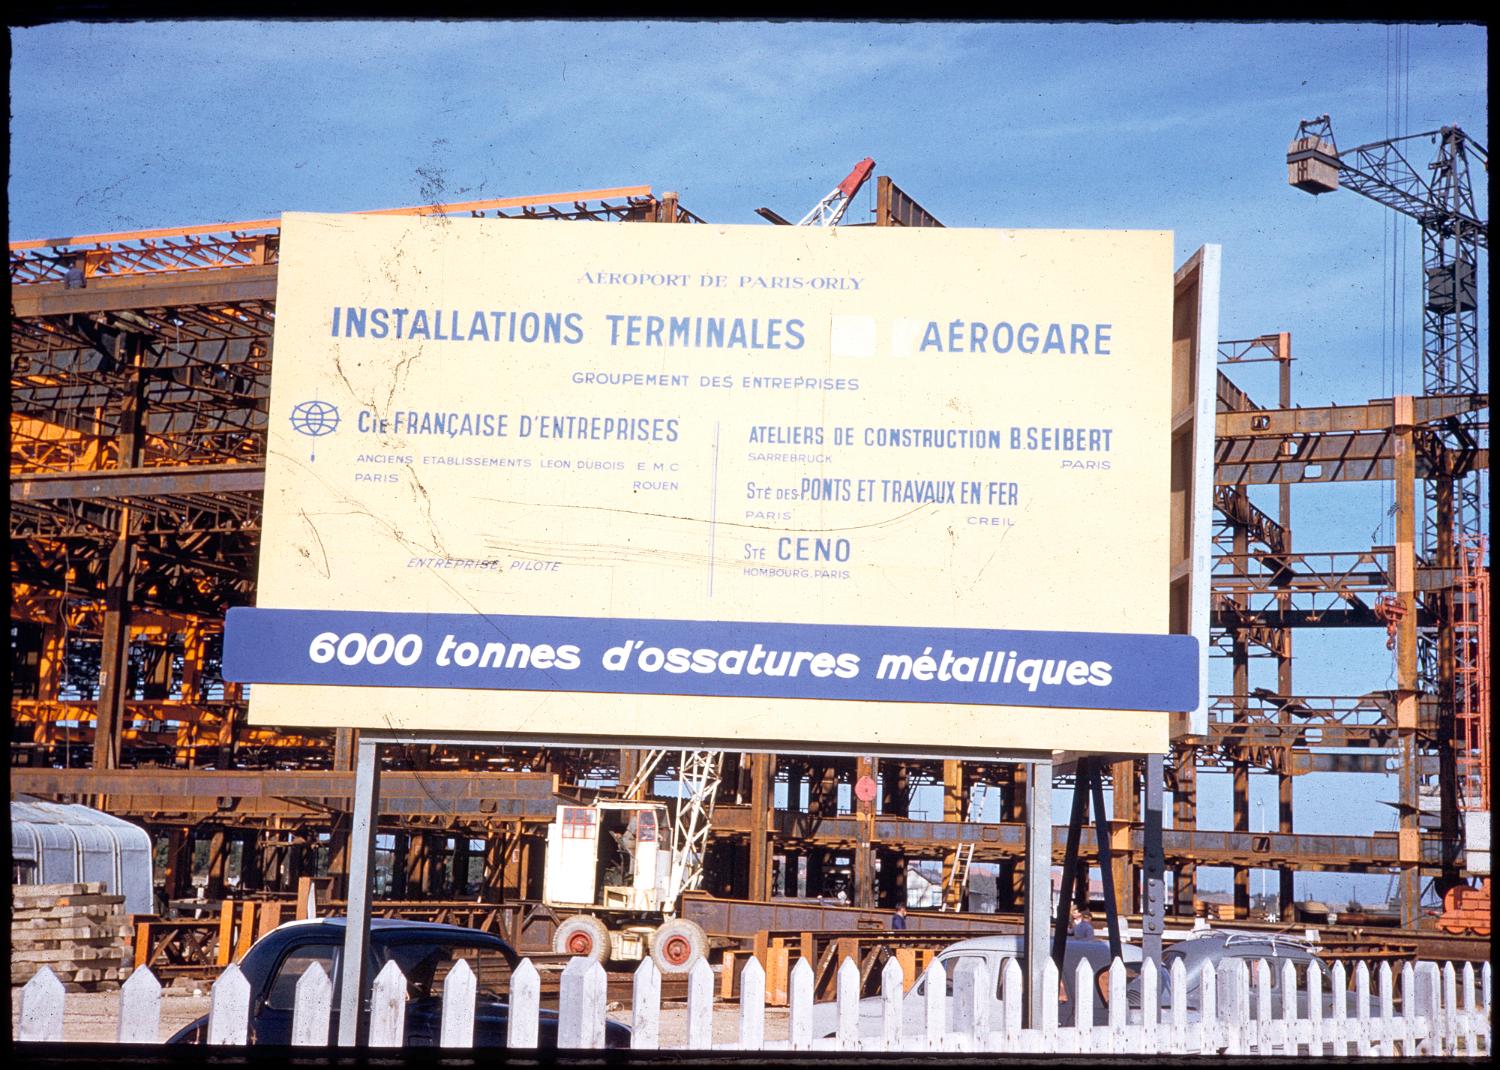 AÉROPORT DE PARIS-ORLY
INSTALLATIONS TERMINALES AÉROGARE
GROUPEMENT DES ENTREPRISES
CIE FRANÇAISE D'ENTREPRISES
ANCIENS ETABLISSEMENTS LEON DUBOIS E M C
PARIS ROUEN
ENTREPRISE PILOTE
ATELIERS DE CONSTRUCTION B.SEIBERT
SARREBRUCK PARIS
STÉ DES PONTS ET TRAVAUX EN FER
PARIS CREIL
STÉ CENO
HOMBOURG.PARIS
6000 tonnes d'ossatures métalliques